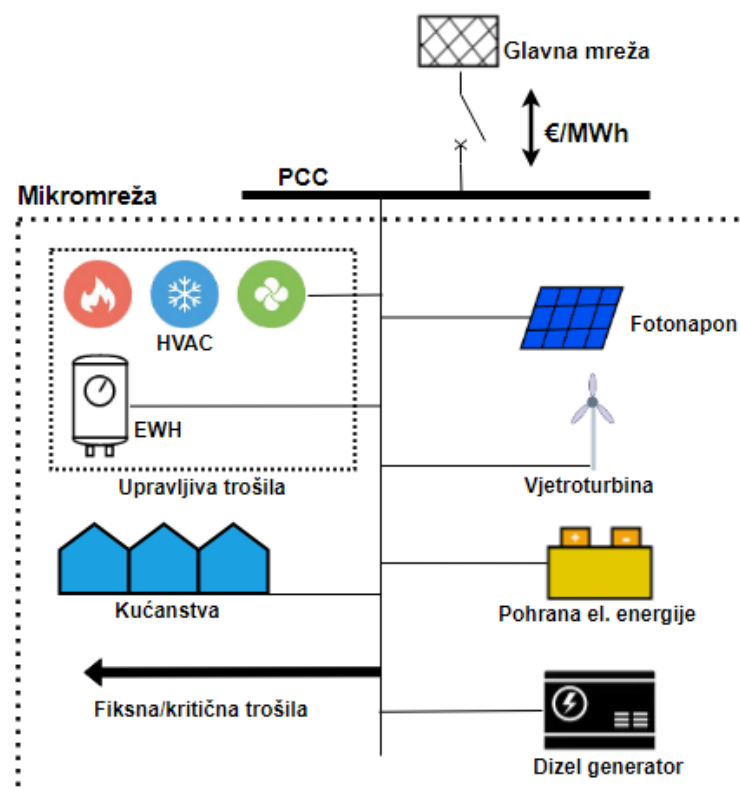 Glavna mreža
€/MWh
PCC
Mikromreža
HVAC
Fotonapon
EWH
Upravljiva trošila
Vjetroturbina
Kućanstva
Pohrana el. energije
+ -
Fiksna/kritična trošila
Dizel generator